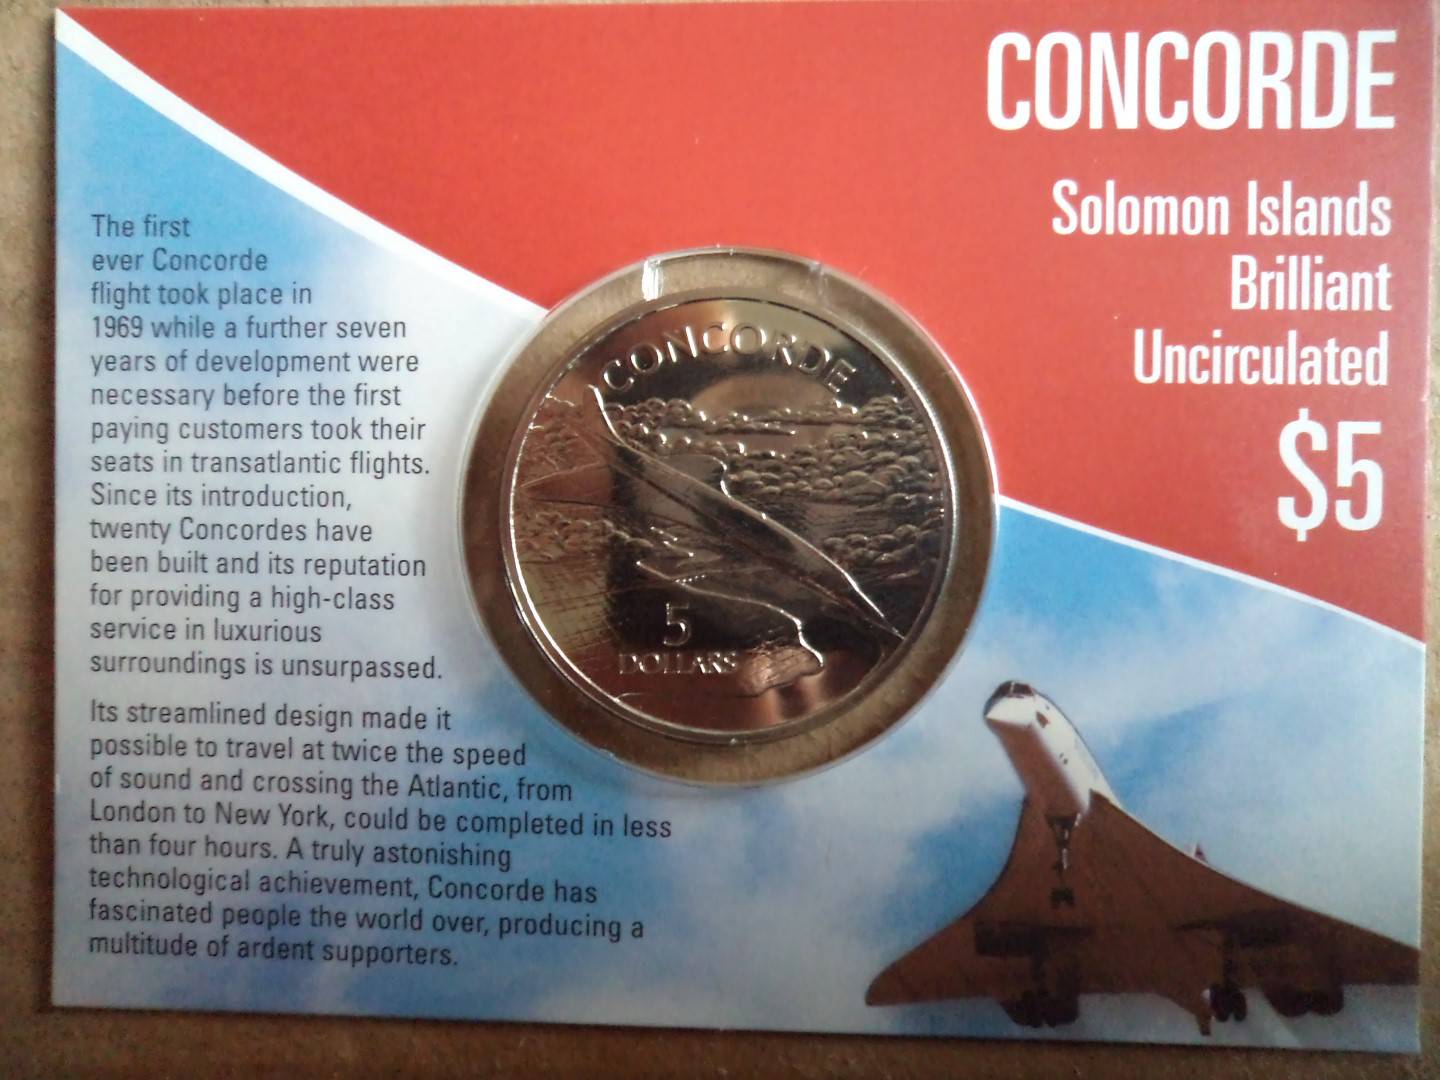 CONCORDE
Solomon Islands
Brilliant
Uncirculated
$5
The first
ever Concorde
flight took place in
1969 while a further seven
years of development were
necessary before the first
paying customers took their
seats in transatlantic flights.
Since its introduction,
twenty Concordes have
been built and its reputation
for providing a high-class
service in luxurious
surroundings is unsurpassed.
Its streamlined design made it
possible to travel at twice the speed
of sound and crossing the Atlantic, from
London to New York, could be completed in less
than four hours. A truly astonishing
technological achievement, Concorde has
fascinated people the world over, producing a
multitude of ardent supporters.
CONCORDE
5
DOLLARS